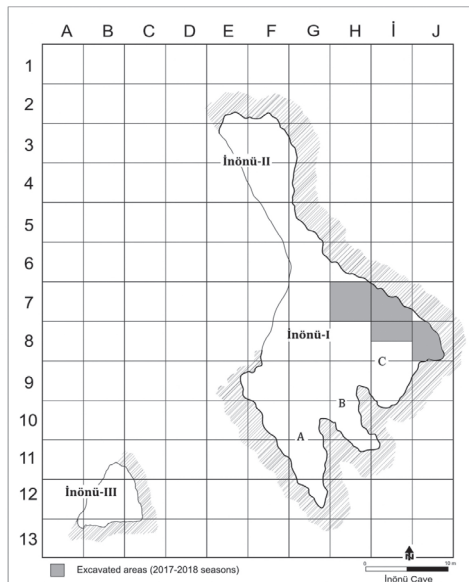 A B C D E F G H İ J
1
2
3
İnönü-II
4
5
6
7
İnönü-I
8
C
9
B
10
A
11
İnönü-III
12
13
Excavated areas (2017-2018 seasons)
0 10 m
İnönü Cave